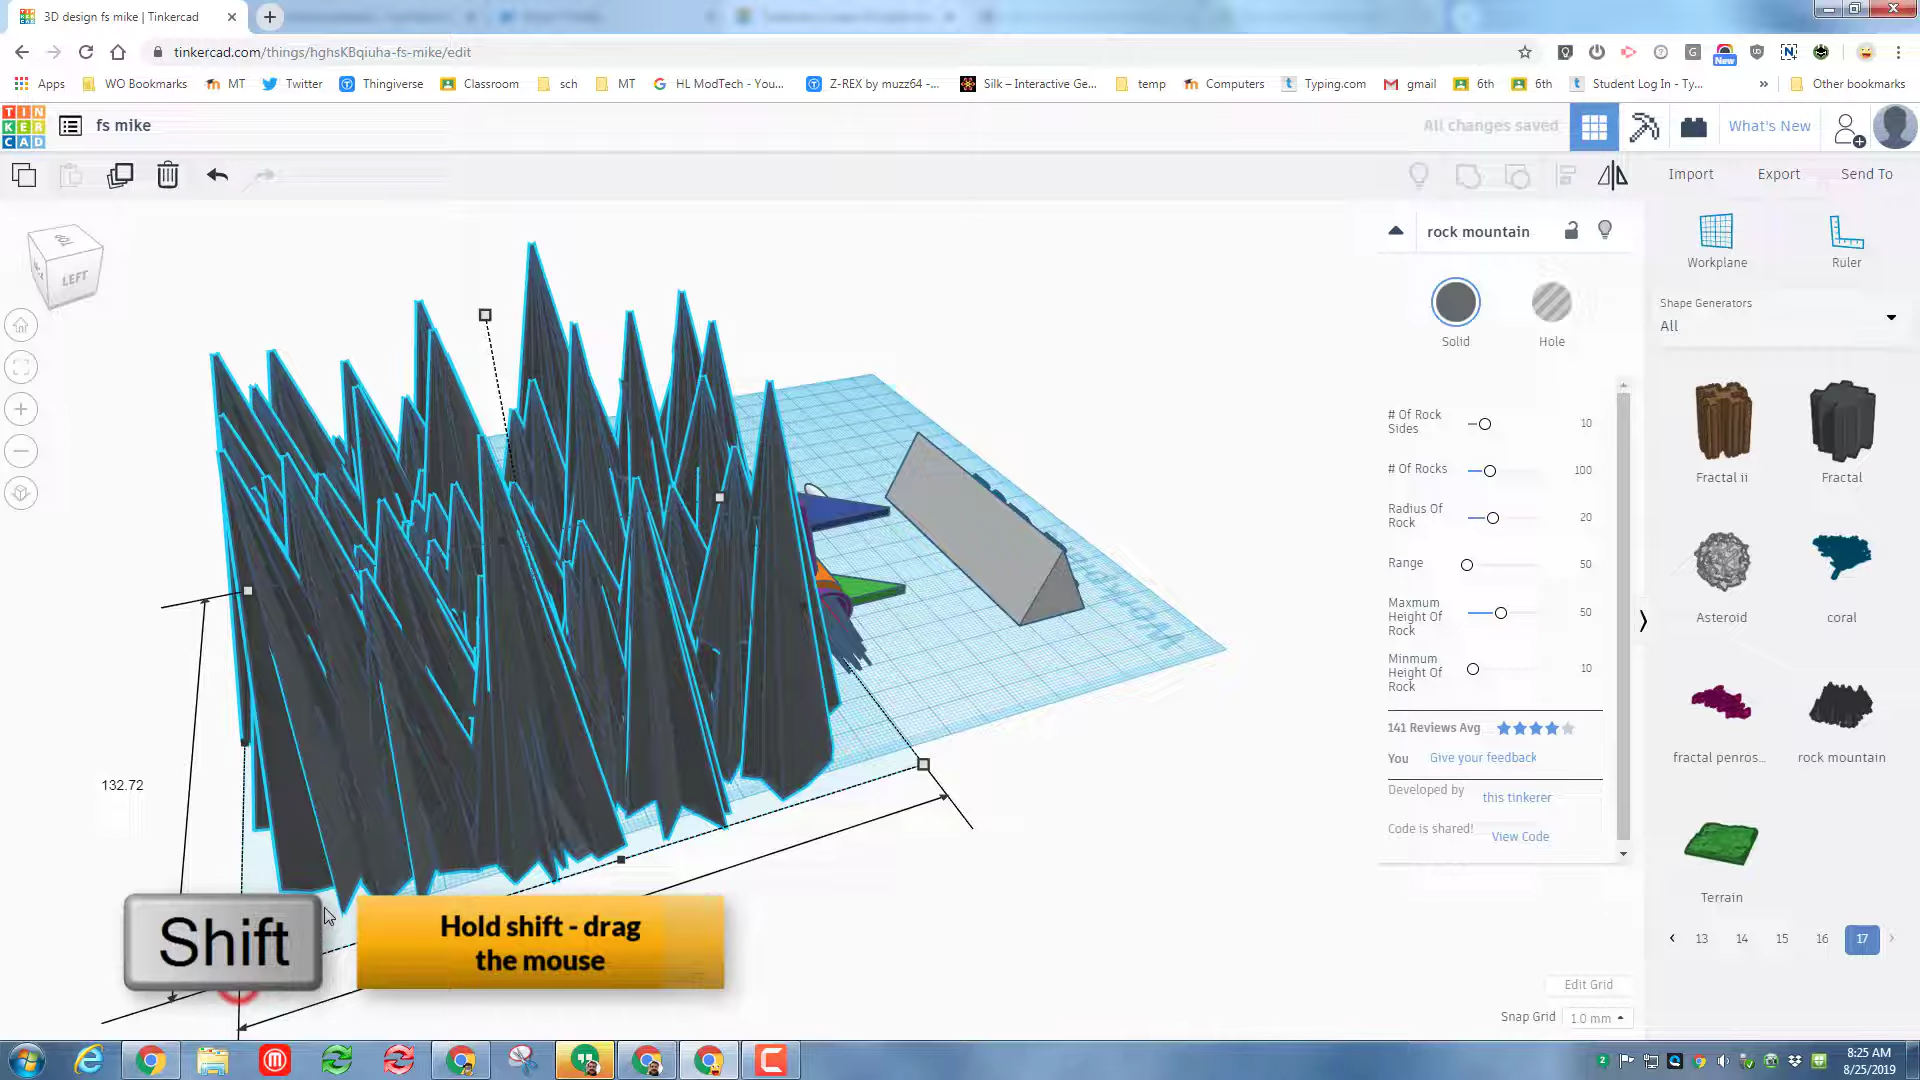 3D design fs mike | Tinkercad
tinkercad.com/things/hghsKBqiuha-fs-mike/edit
New
Apps
WO Bookmarks
MT
Twitter
Thingiverse
Classroom
sch
MT
HL ModTech - You...
Z-REX by muzz64 -...
Silk – Interactive Ge...
temp
Computers
Typing.com
gmail
6th
6th
Student Log In - Ty...
Other bookmarks
TIN
KER
CAD
fs mike
All changes saved
What's New
Import
Export
Send To
TOP
LEFT
rock mountain
Solid
Hole
Workplane
Ruler
Shape Generators
All
# Of Rock
Sides
10
# Of Rocks
100
Radius Of
Rock
20
Range
50
Maxmum
Height Of
Rock
50
Minmum
Height Of
Rock
10
141 Reviews Avg
You
Give your feedback
Developed by
this tinkerer
Code is shared!
View Code
Fractal ii
Fractal
Asteroid
coral
fractal penros...
rock mountain
Terrain
13
14
15
16
17
132.72
Workplane
Shift
Hold shift - drag
the mouse
Edit Grid
Snap Grid
1.0 mm
8:25 AM
8/25/2019